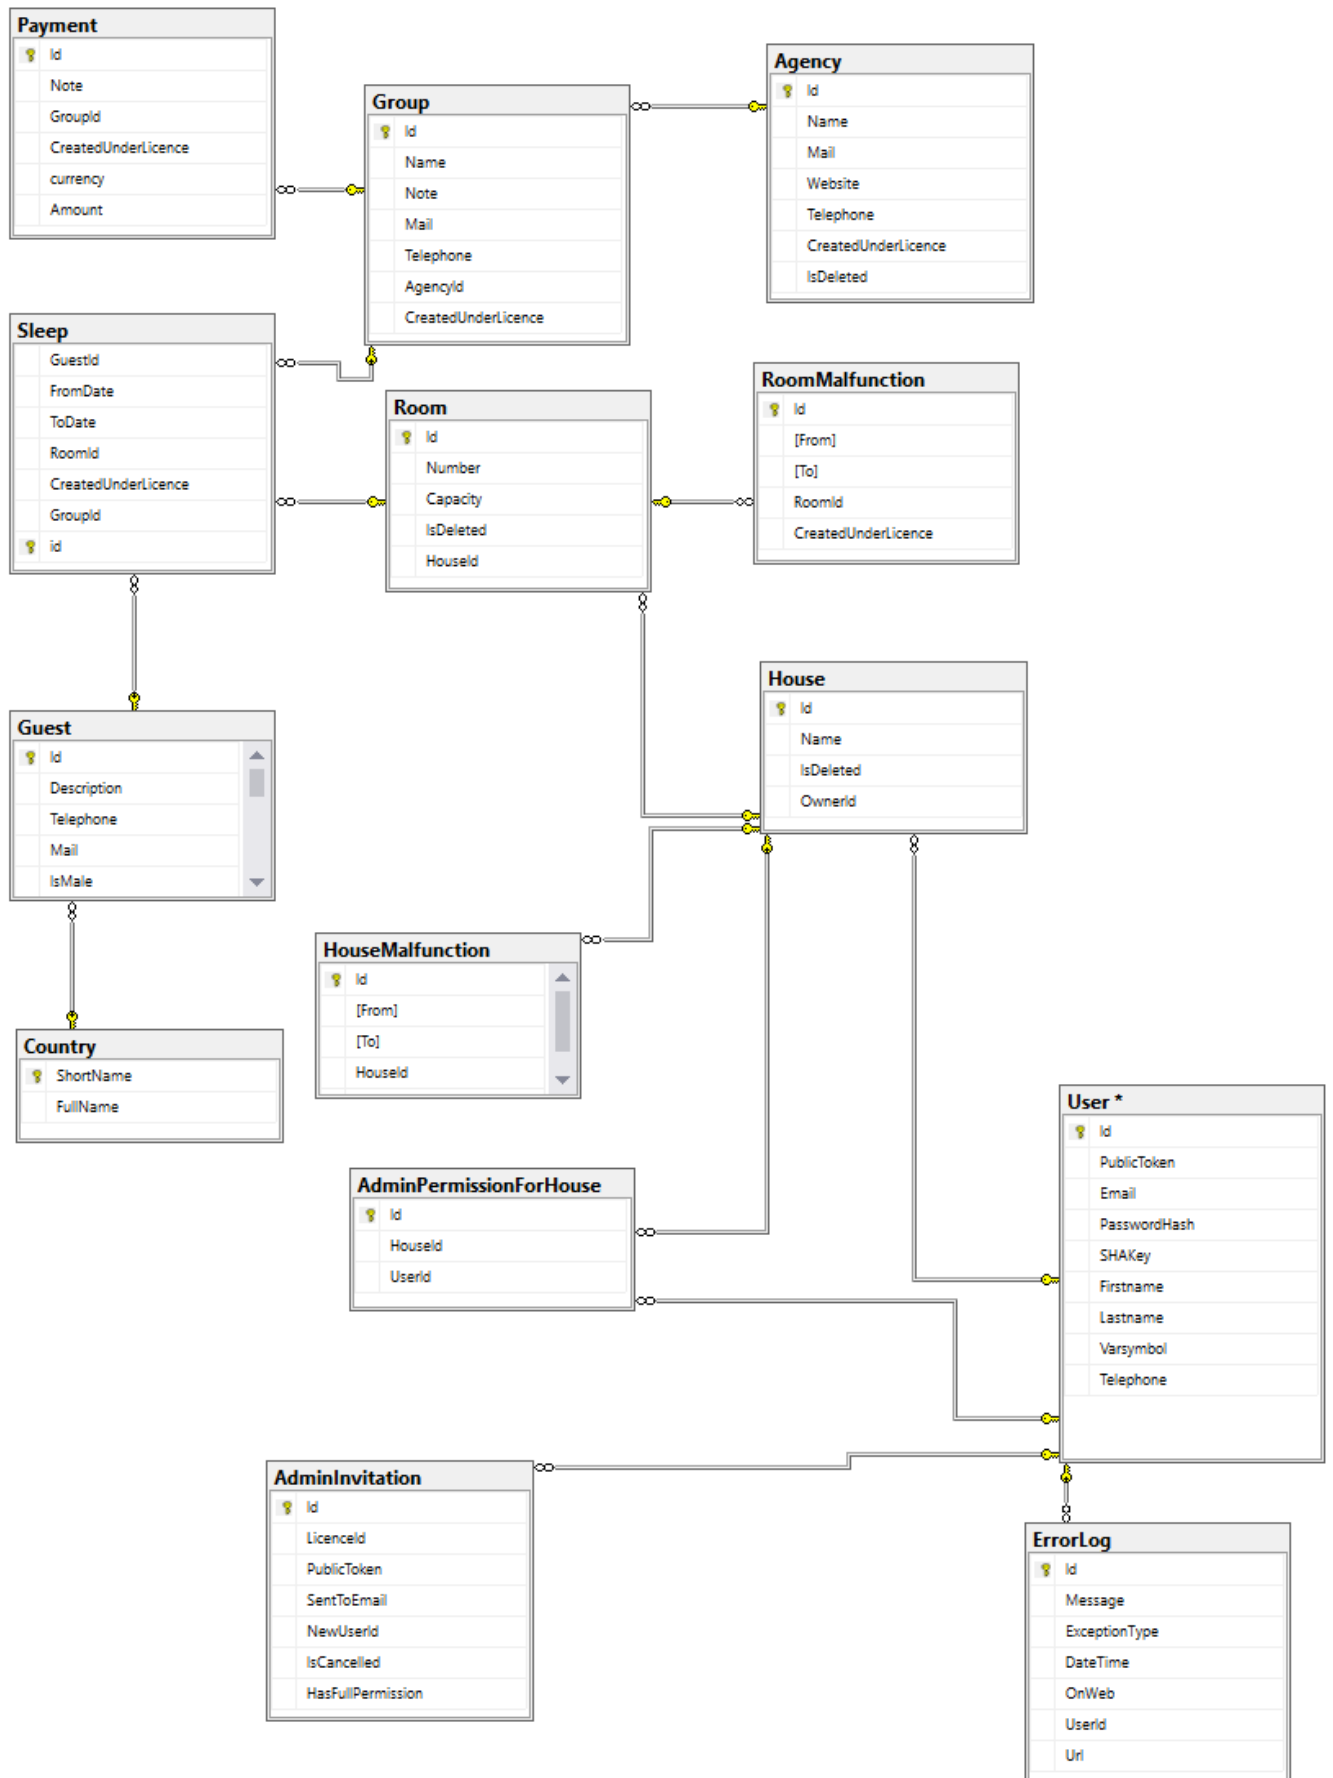 Payment
Id
Note
GroupId
CreatedUnderLicence
currency
Amount
Group
Id
Name
Note
Mail
Telephone
AgencyId
CreatedUnderLicence
Agency
Id
Name
Mail
Website
Telephone
CreatedUnderLicence
IsDeleted
Sleep
GuestId
FromDate
ToDate
RoomId
CreatedUnderLicence
GroupId
id
Room
Id
Number
Capacity
IsDeleted
HouseId
RoomMalfunction
Id
[From]
[To]
RoomId
CreatedUnderLicence
House
Id
Name
IsDeleted
OwnerId
Guest
Id
Description
Telephone
Mail
IsMale
HouseMalfunction
Id
[From]
[To]
HouseId
Country
ShortName
FullName
User *
Id
PublicToken
Email
PasswordHash
SHAKey
Firstname
Lastname
Varsymbol
Telephone
AdminPermissionForHouse
Id
HouseId
UserId
AdminInvitation
Id
LicenceId
PublicToken
SentToEmail
NewUserId
IsCancelled
HasFullPermission
ErrorLog
Id
Message
ExceptionType
DateTime
OnWeb
UserId
Url